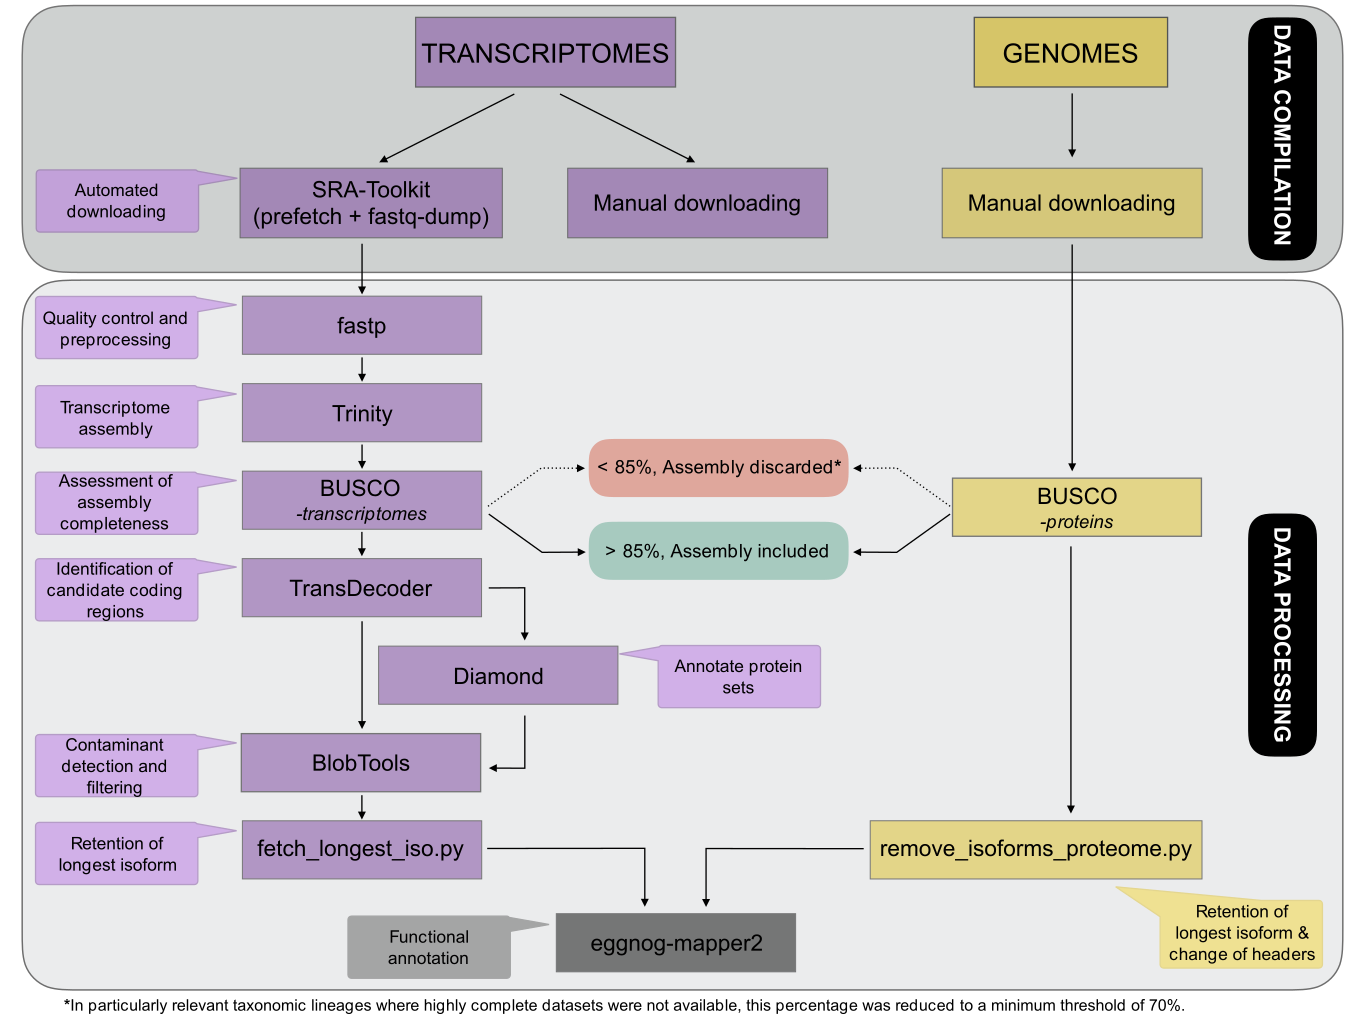 TRANSCRIPTOMES
GENOMES
DATA COMPILATION
Automated
downloading
SRA-Toolkit
(prefetch + fastq-dump)
Manual downloading
Manual downloading
Quality control and
preprocessing
fastp
Transcriptome
assembly
Trinity
Assessment of
assembly
completeness
BUSCO
-transcriptomes
< 85%, Assembly discarded*
> 85%, Assembly included
BUSCO
-proteins
DATA PROCESSING
Identification of
candidate coding
regions
TransDecoder
Diamond
Annotate protein
sets
Contaminant
detection and
filtering
BlobTools
Retention of
longest isoform
fetch_longest_iso.py
remove_isoforms_proteome.py
Retention of
longest isoform &
change of headers
Functional
annotation
eggnog-mapper2
*In particularly relevant taxonomic lineages where highly complete datasets were not available, this percentage was reduced to a minimum threshold of 70%.